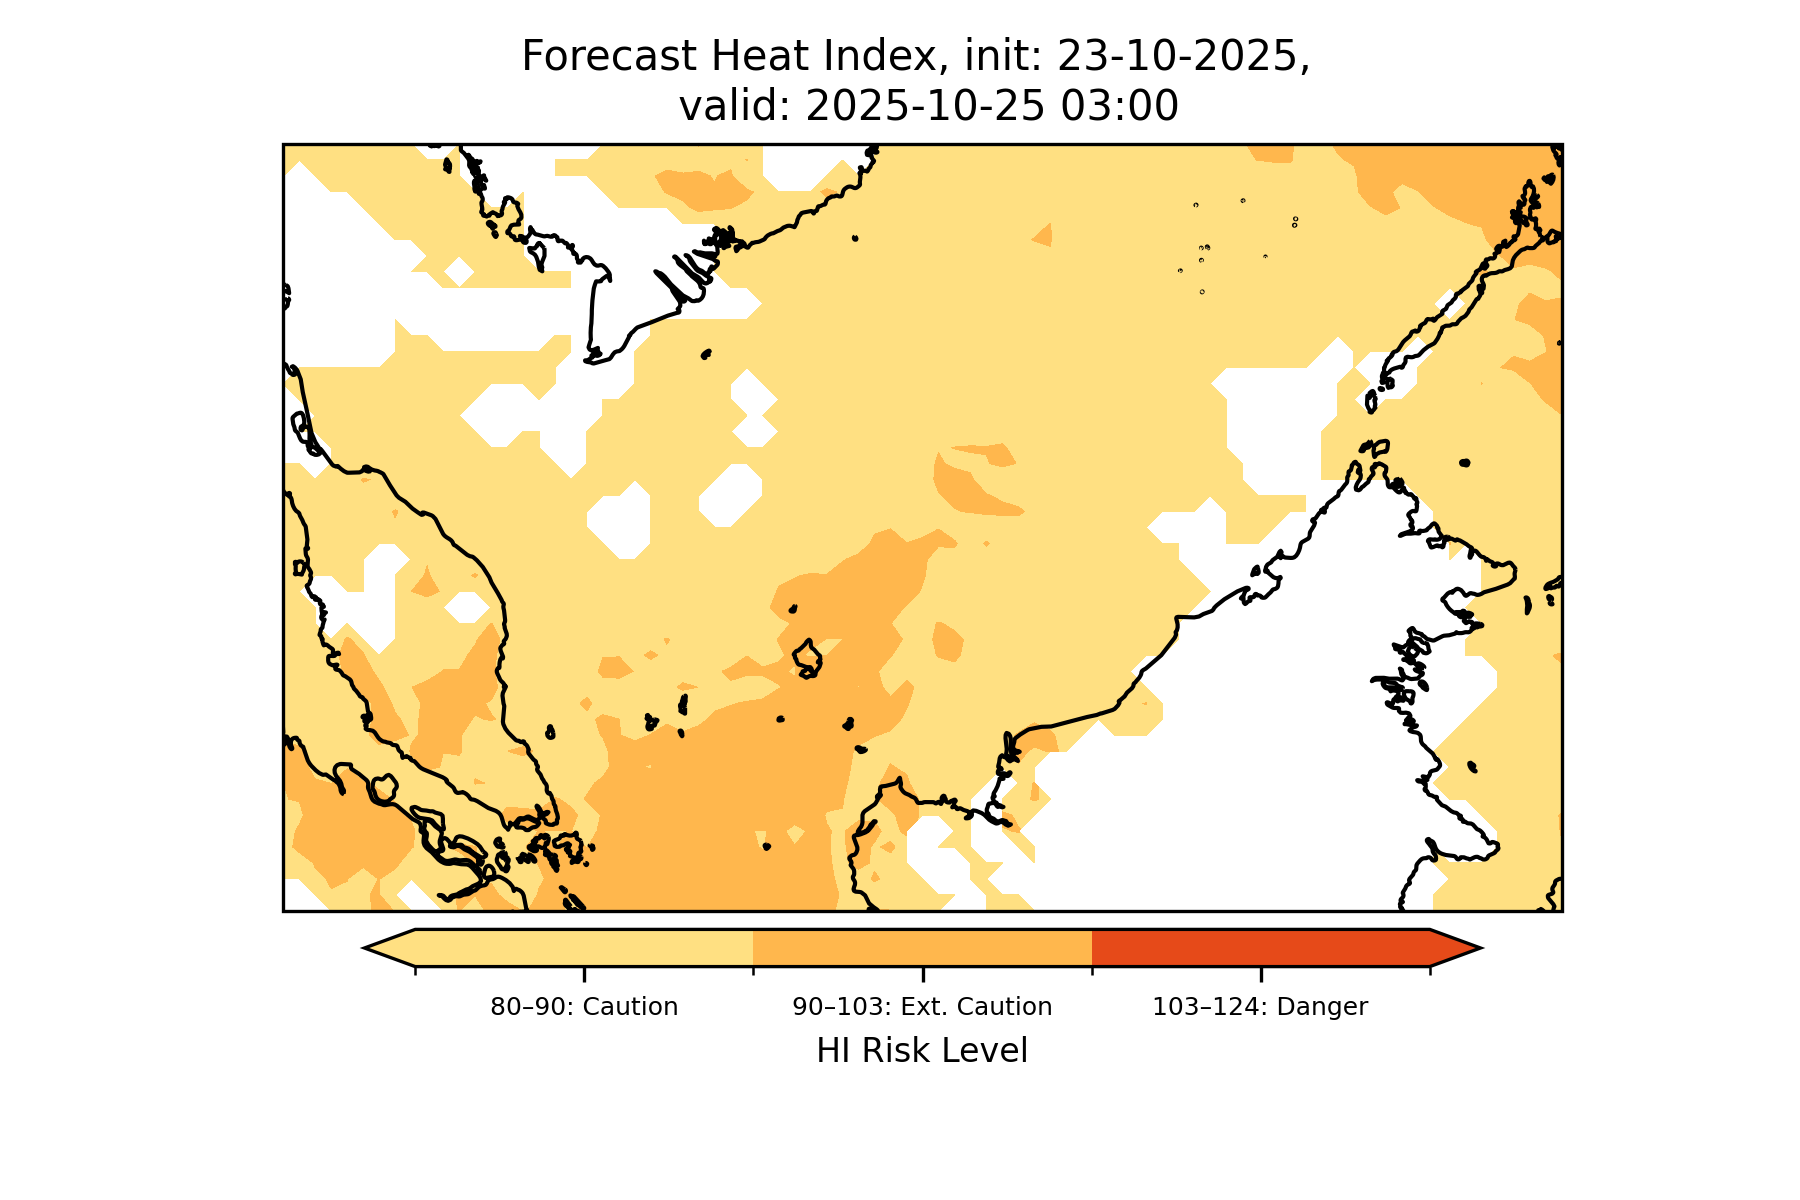 Forecast Heat Index, init: 23-10-2025,
valid: 2025-10-25 03:00
80–90: Caution
90–103: Ext. Caution
103–124: Danger
HI Risk Level